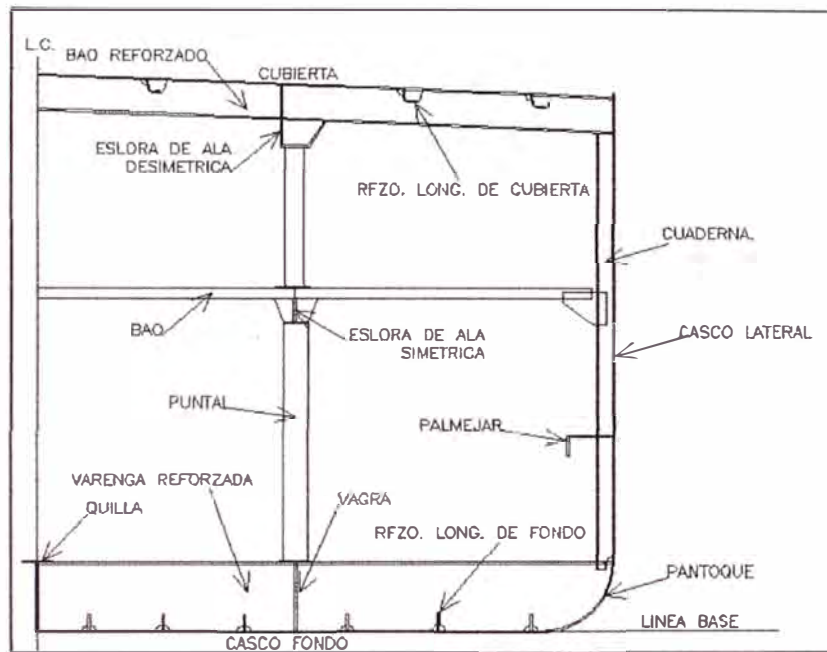 L.C.
BAO REFORZADO
CUBIERTA
ESLORA DE ALA
DESIMETRICA
RFZO. LONG. DE CUBIERTA
CUADERNA
BAO
ESLORA DE ALA
SIMETRICA
CASCO LATERAL
PUNTAL
PALMEJAR
VARENGA REFORZADA
QUILLA
VAGRA
RFZO. LONG. DE FONDO
PANTOQUE
LINEA BASE
CASCO FONDO